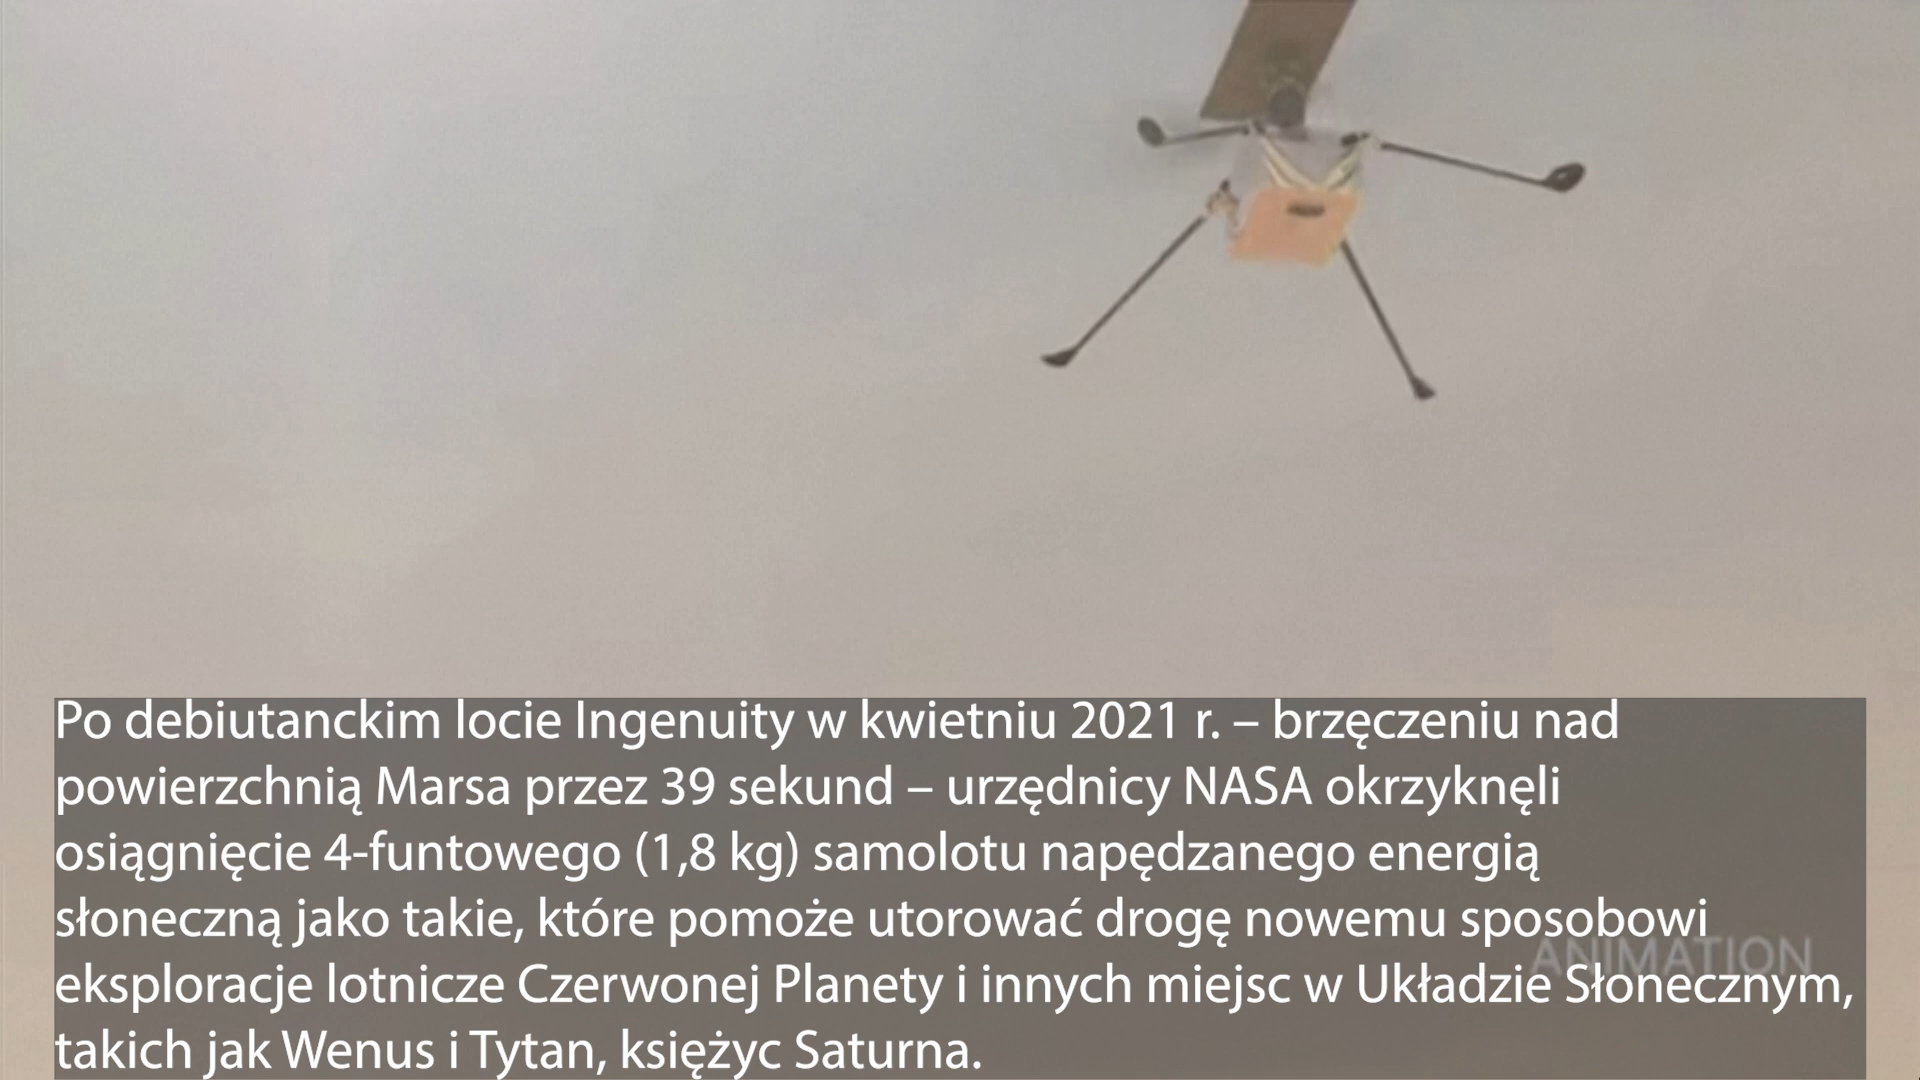 Po debiutanckim locie Ingenuity w kwietniu 2021 r. – brzęczeniu nad
powierzchnią Marsa przez 39 sekund – urzędnicy NASA okrzyknęli
osiągnięcie 4-funtowego (1,8 kg) samolotu napędzanego energią
słoneczną jako takie, które pomoże utorować drogę nowemu sposobowi
ANIMATION
eksploracje lotnicze Czerwonej Planety i innych miejsc w Układzie Słonecznym,
takich jak Wenus i Tytan, księżyc Saturna.